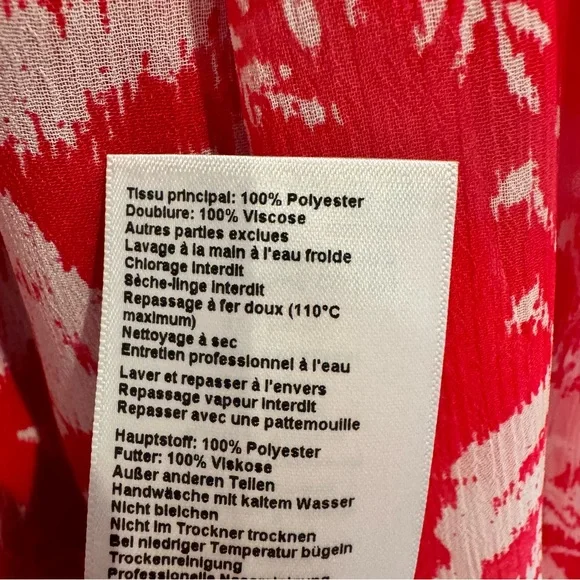 Tissu principal: 100% Polyester
Doublure: 100% Viscose
Autres parties exclues
Lavage à la main à l'eau froide
Chlorage interdit
Sèche-linge interdit
Repassage à fer doux (110°C
maximum)
Nettoyage à sec
Entretien professionnel à l'eau
Laver et repasser à l'envers
Repassage vapeur interdit
Repasser avec une pattemouille
Hauptstoff: 100% Polyester
Futter: 100% Viskose
Außer anderen Teilen
Handwäsche mit kaltem Wasser
Nicht bleichen
Nicht im Trockner trocknen
Bei niedriger Temperatur bügeln
Trockenreinigung
Professionelle Nassreinigung